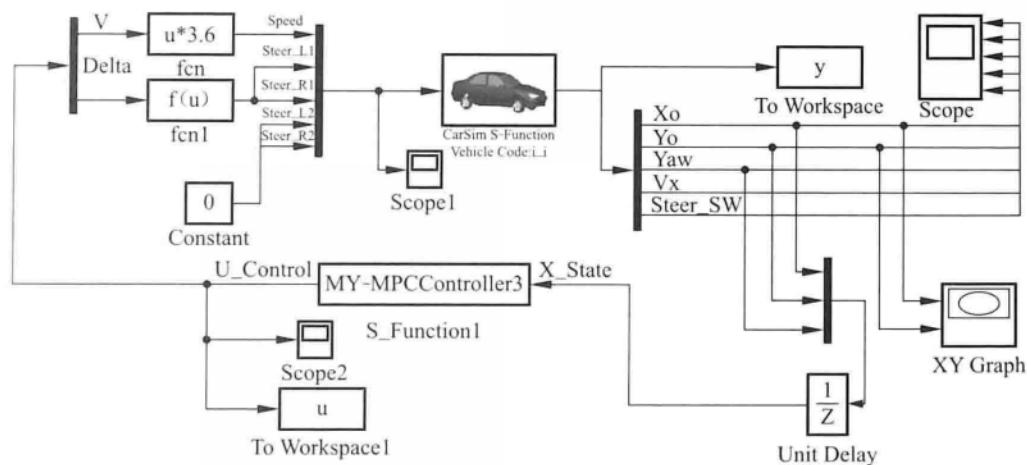 V
u*3.6
fcn
Speed
Delta
Steer_L1
f(u)
fcn1
Steer_R1
Steer_L2
Steer_R2
0
Constant
CarSim S-Function
Vehicle Code:i_i
Scope1
y
To Workspace
Scope
Xo
Yo
Yaw
Vx
Steer_SW
U_Control
MY-MPCController3
X_State
S_Function1
Scope2
u
To Workspace1
1
Z
Unit Delay
XY Graph